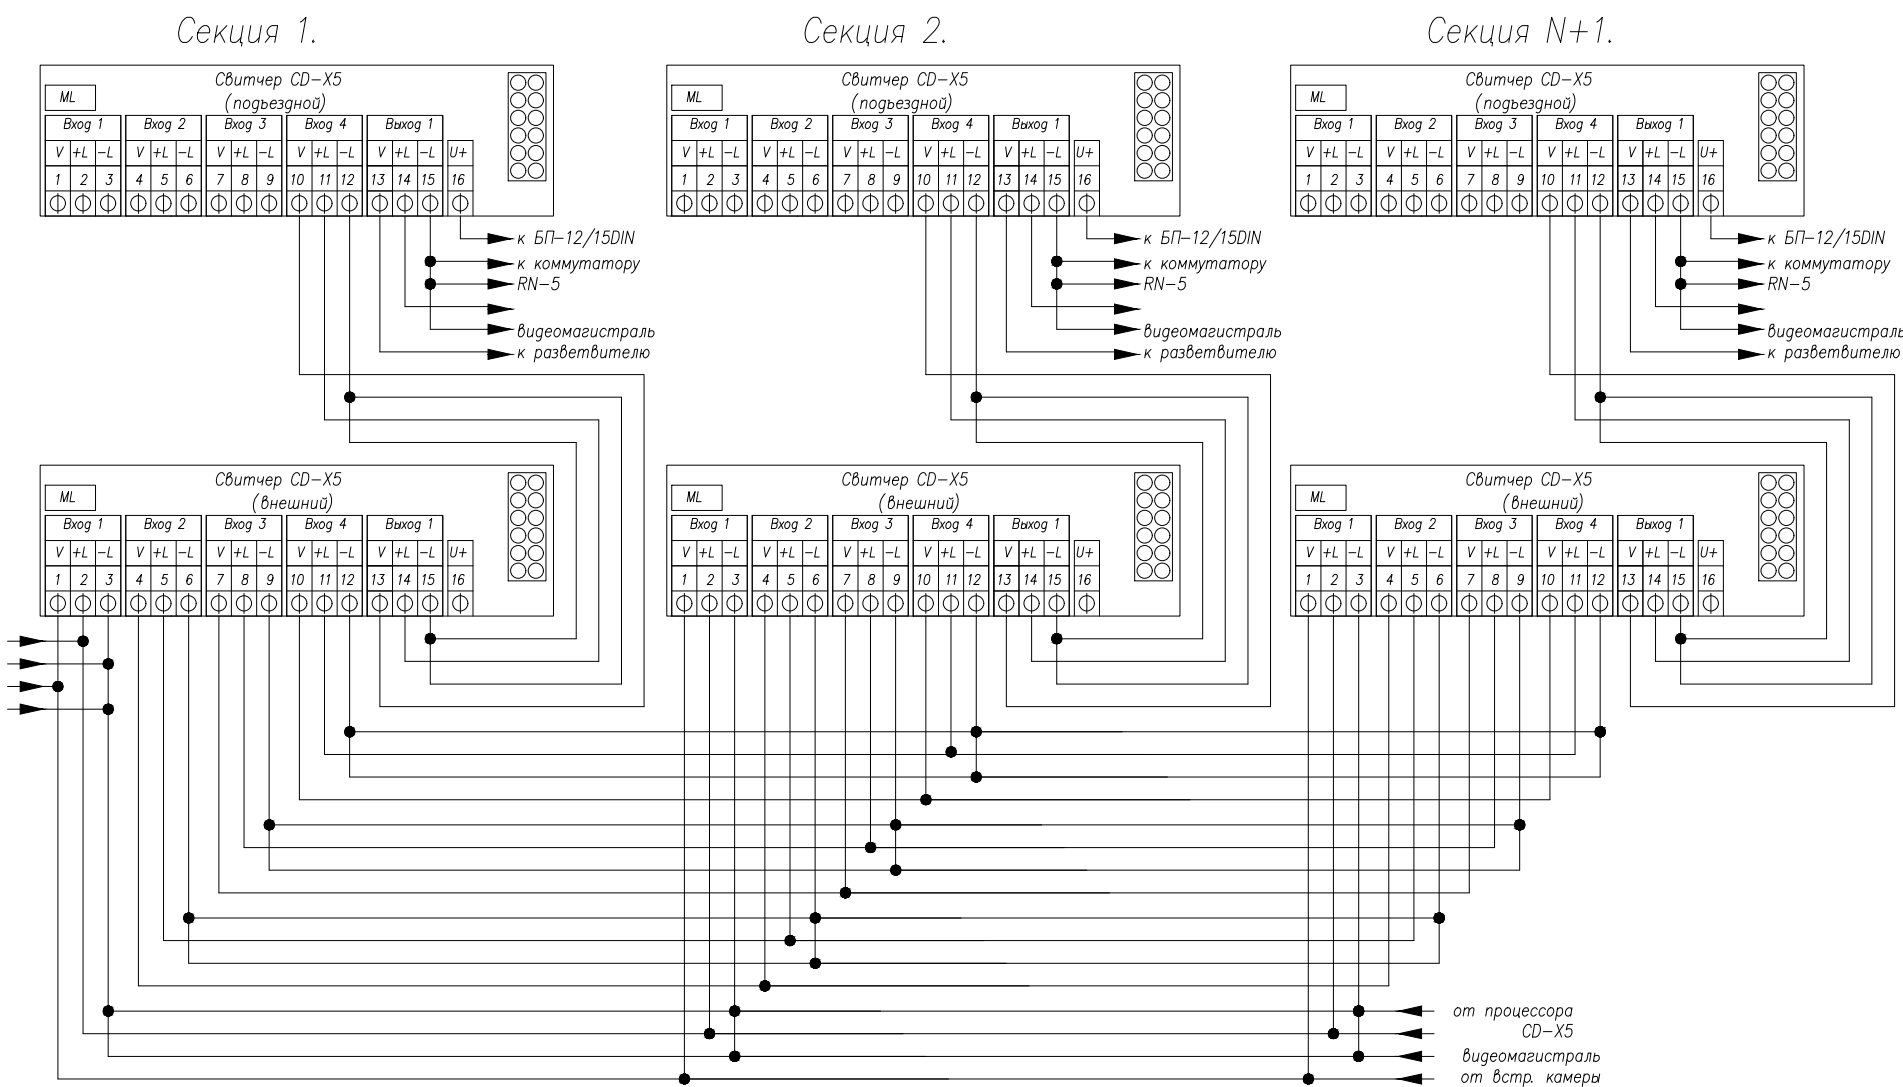 Секция 1. Секция 2. Секция N+1.
Свитчер CD-X5 Свитчер CD-X5 Свитчер CD-X5
ML (подьездной) ML (подьездной) ML (подьездной)
Вход 1 Вход 2 Вход 3 Вход 4 Выход 1 Вход 1 Вход 2 Вход 3 Вход 4 Выход 1 Вход 1 Вход 2 Вход 3 Вход 4 Выход 1
V +L -L V +L -L V +L -L V +L -L V +L -L U+ V +L -L V +L -L V +L -L V +L -L V +L -L U+ V +L -L V +L -L V +L -L V +L -L V +L -L U+
1 2 3 4 5 6 7 8 9 10 11 12 13 14 15 16 1 2 3 4 5 6 7 8 9 10 11 12 13 14 15 16 1 2 3 4 5 6 7 8 9 10 11 12 13 14 15 16
к БП-12/15DIN к БП-12/15DIN к БП-12/15DIN
к коммутатору к коммутатору к коммутатору
RN-5 RN-5 RN-5
видеомагистраль видеомагистраль видеомагистраль
к разветвителю к разветвителю к разветвителю
Свитчер CD-X5 Свитчер CD-X5 Свитчер CD-X5
ML (внешний) ML (внешний) ML (внешний)
Вход 1 Вход 2 Вход 3 Вход 4 Выход 1 Вход 1 Вход 2 Вход 3 Вход 4 Выход 1 Вход 1 Вход 2 Вход 3 Вход 4 Выход 1
V +L -L V +L -L V +L -L V +L -L V +L -L U+ V +L -L V +L -L V +L -L V +L -L V +L -L U+ V +L -L V +L -L V +L -L V +L -L V +L -L U+
1 2 3 4 5 6 7 8 9 10 11 12 13 14 15 16 1 2 3 4 5 6 7 8 9 10 11 12 13 14 15 16 1 2 3 4 5 6 7 8 9 10 11 12 13 14 15 16
от процессора
CD-X5
видеомагистраль
от встр. камеры